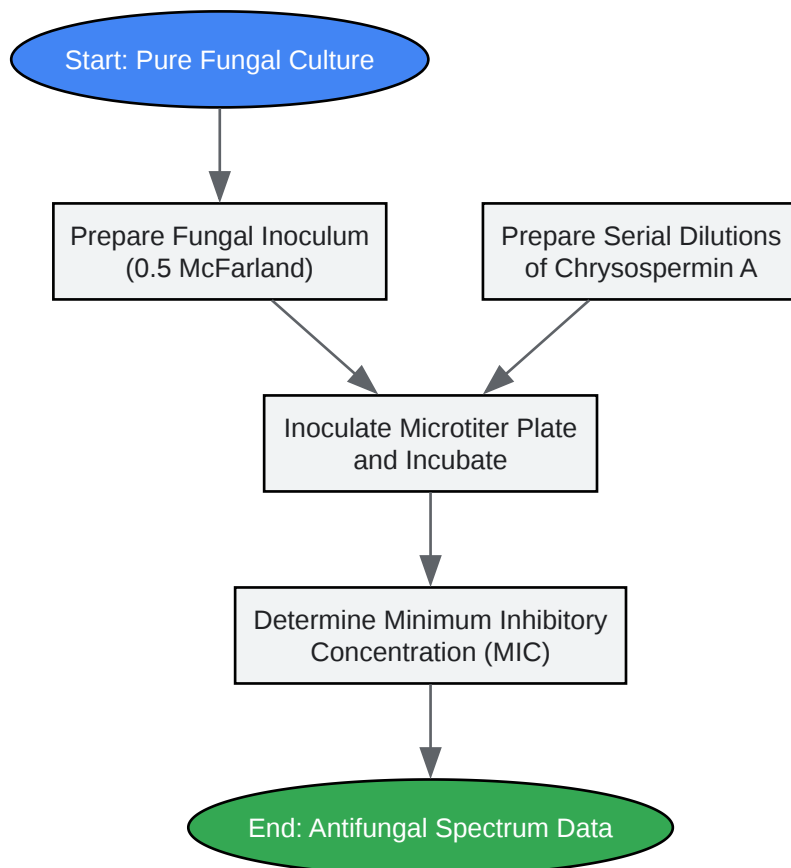 Start: Pure Fungal Culture
Prepare Fungal Inoculum
(0.5 McFarland)
Prepare Serial Dilutions
of Chrysospermin A
Inoculate Microtiter Plate
and Incubate
Determine Minimum Inhibitory
Concentration (MIC)
End: Antifungal Spectrum Data